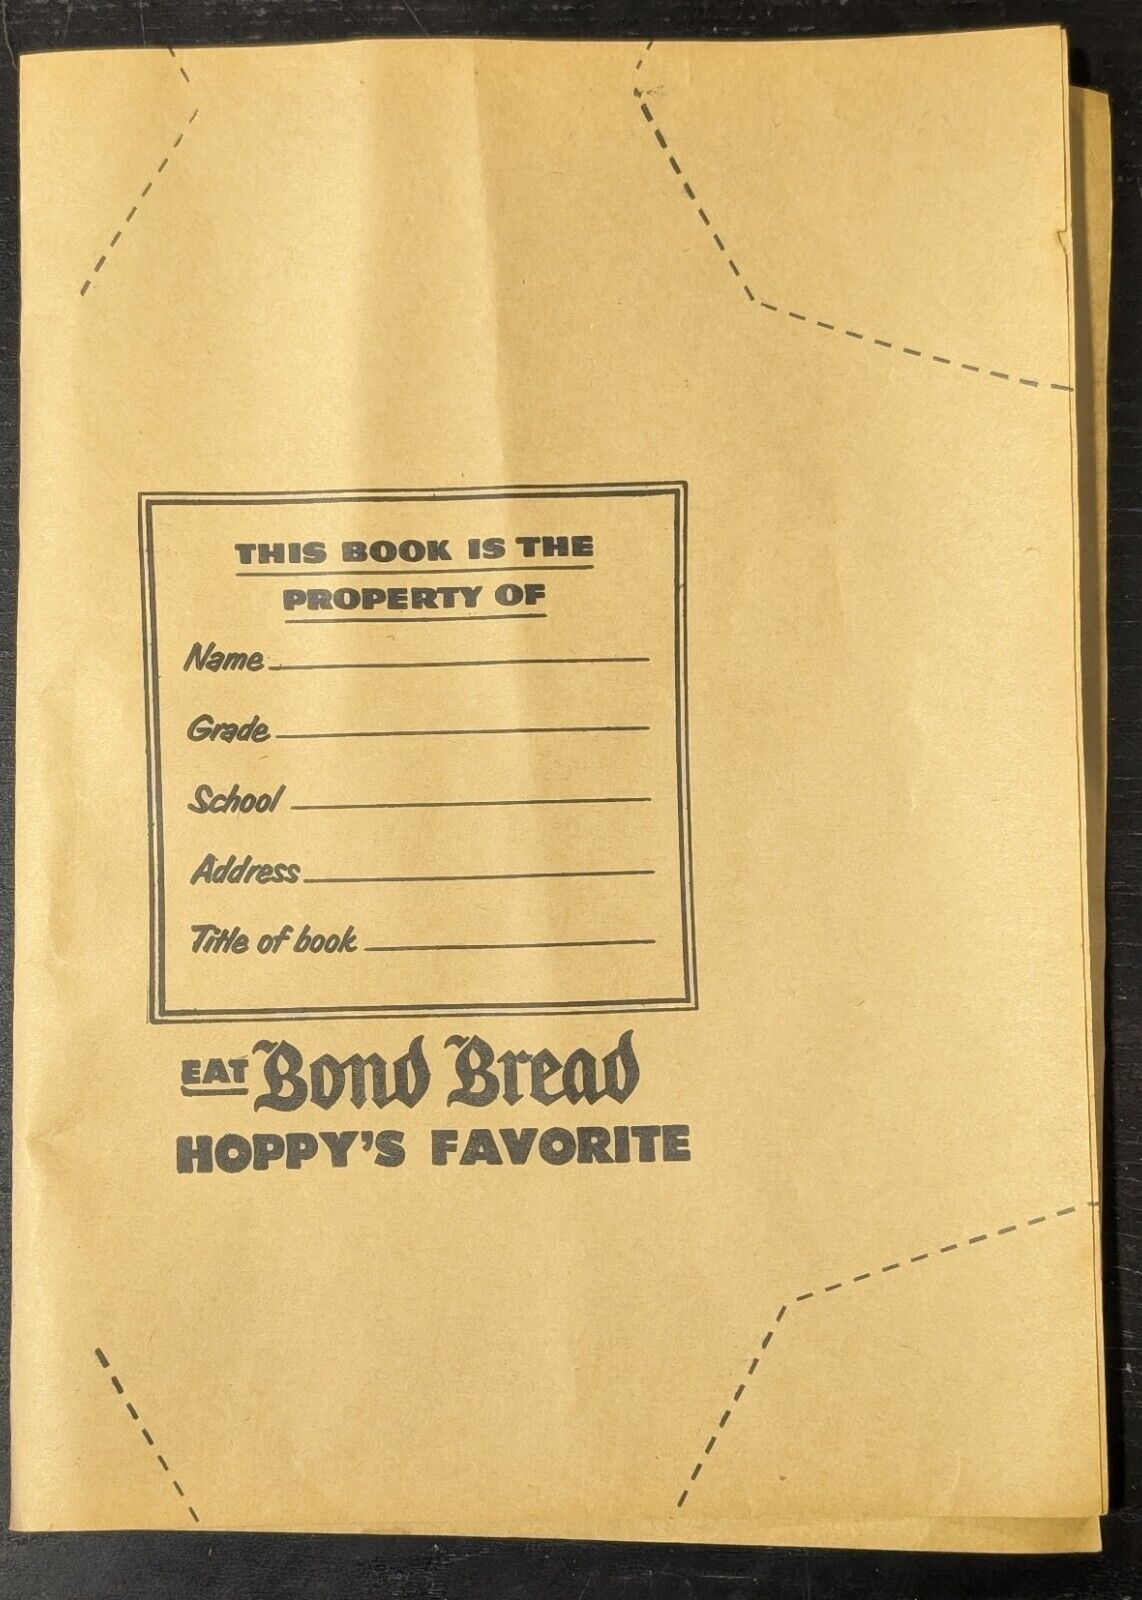 THIS BOOK IS THE
PROPERTY OF
Name
Grade
School
Address
Title of book
EAT Bond Bread
HOPPY'S FAVORITE